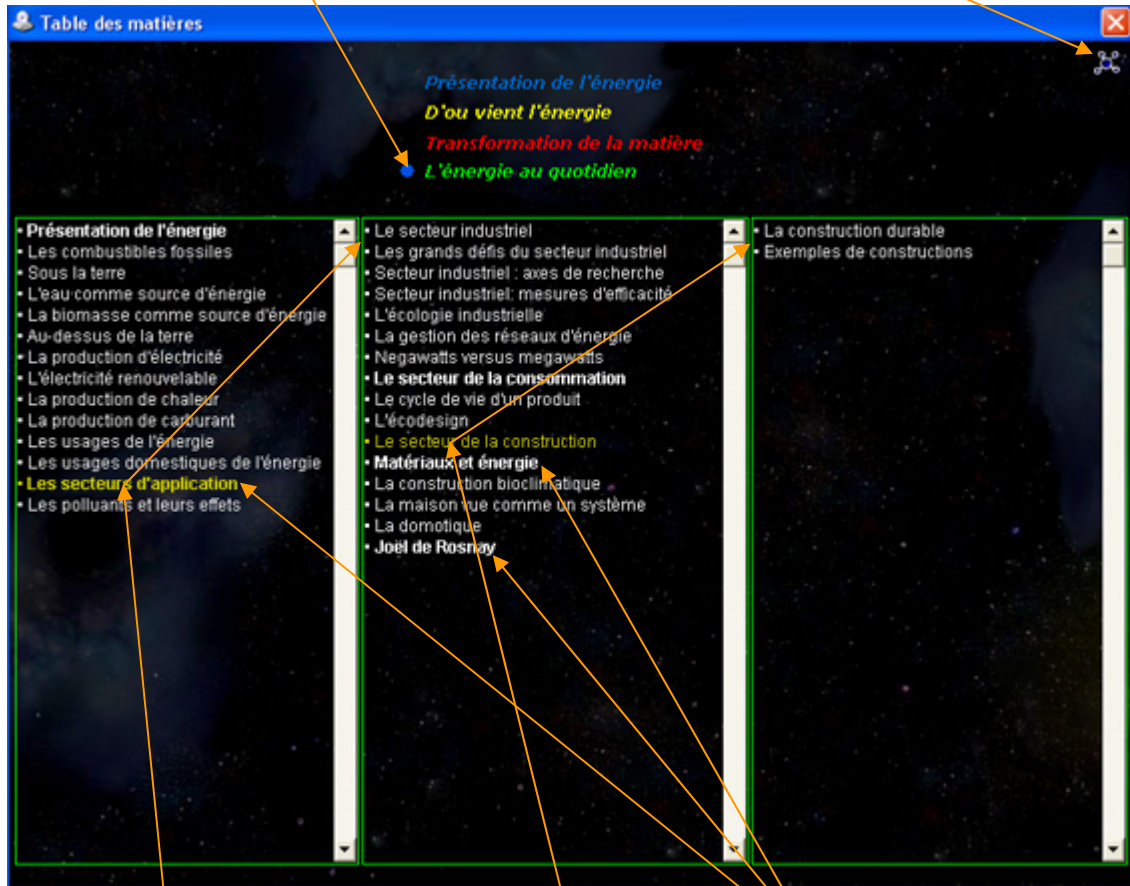 Table des matières
Présentation de l'énergie
D'ou vient l'énergie
Transformation de la matière
L'énergie au quotidien
• Présentation de l'énergie
• Les combustibles fossiles
• Sous la terre
• L'eau comme source d'énergie
• La biomasse comme source d'énergie
• Au-dessus de la terre
• La production d'électricité
• L'électricité renouvelable
• La production de chaleur
• La production de carburant
• Les usages de l'énergie
• Les usages domestiques de l'énergie
• Les secteurs d'application
• Les polluants et leurs effets
• Le secteur industriel
• Les grands défis du secteur industriel
• Secteur industriel : axes de recherche
• Secteur industriel: mesures d'efficacité
• L'écologie industrielle
• La gestion des réseaux d'énergie
• Negawatts versus megawatts
• Le secteur de la consommation
• Le cycle de vie d'un produit
• L'écodesign
• Le secteur de la construction
• Matériaux et énergie
• La construction bioclimatique
• La maison vue comme un système
• La domotique
• Joël de Rosnay
• La construction durable
• Exemples de constructions